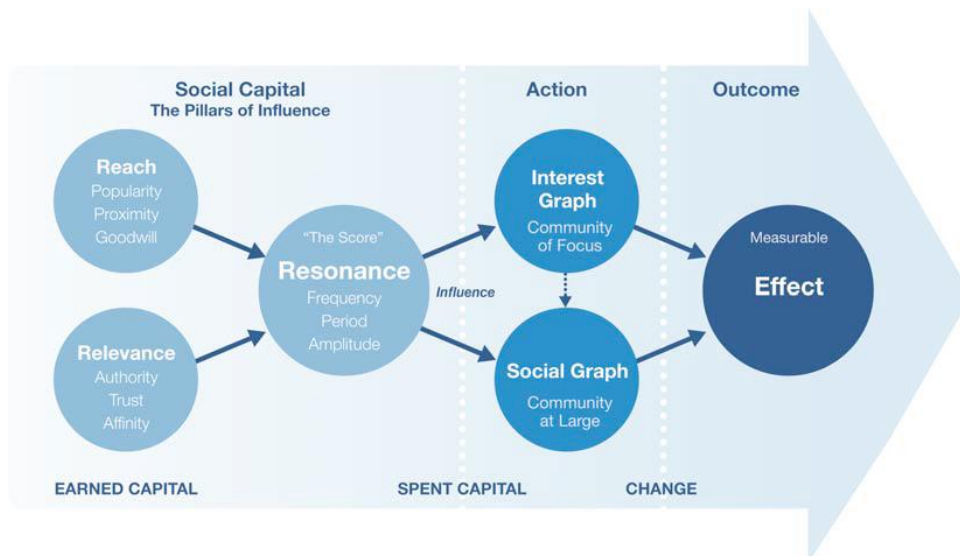 Social Capital
The Pillars of Influence
Action
Outcome
Reach
Popularity
Proximity
Goodwill
Relevance
Authority
Trust
Affinity
“The Score”
Resonance
Frequency
Period
Amplitude
Influence
Interest
Graph
Community
of Focus
Social Graph
Community
at Large
Measurable
Effect
EARNED CAPITAL
SPENT CAPITAL
CHANGE